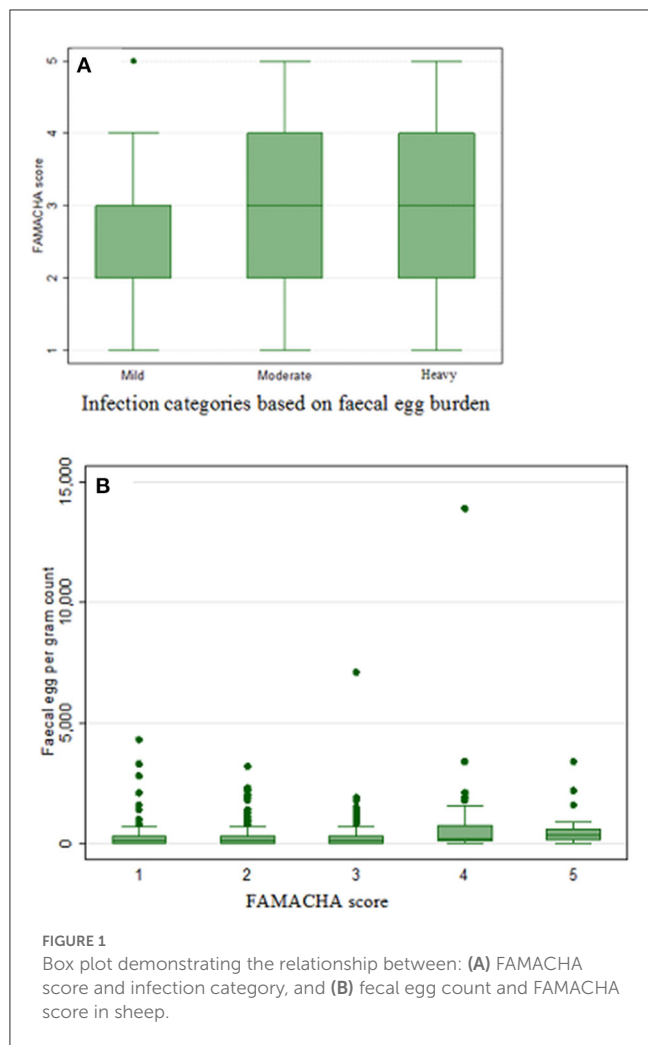 A
5
4
3
2
1
FAMACHA score
Mild Moderate Heavy
Infection categories based on faecal egg burden
B
15,000
10,000
5,000
0
Faecal egg per gram count
1 2 3 4 5
FAMACHA score
FIGURE 1
Box plot demonstrating the relationship between: (A) FAMACHA
score and infection category, and (B) fecal egg count and FAMACHA
score in sheep.